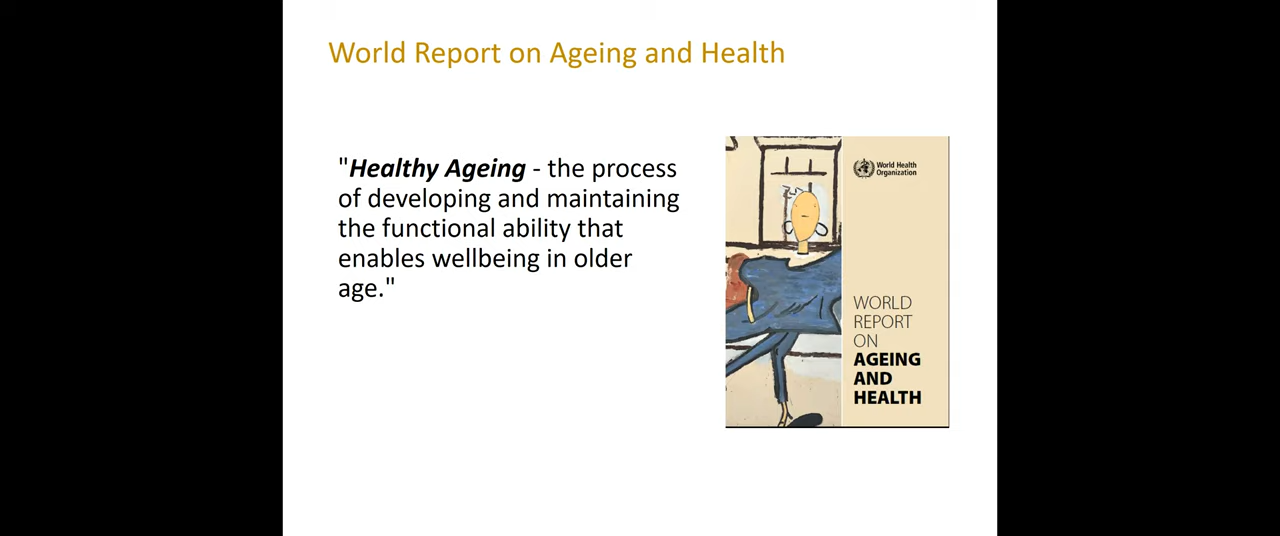 World Report on Ageing and Health
"Healthy Ageing - the process
of developing and maintaining
the functional ability that
enables wellbeing in older
age."
World Health
Organization
WORLD
REPORT
ON
AGEING
AND
HEALTH